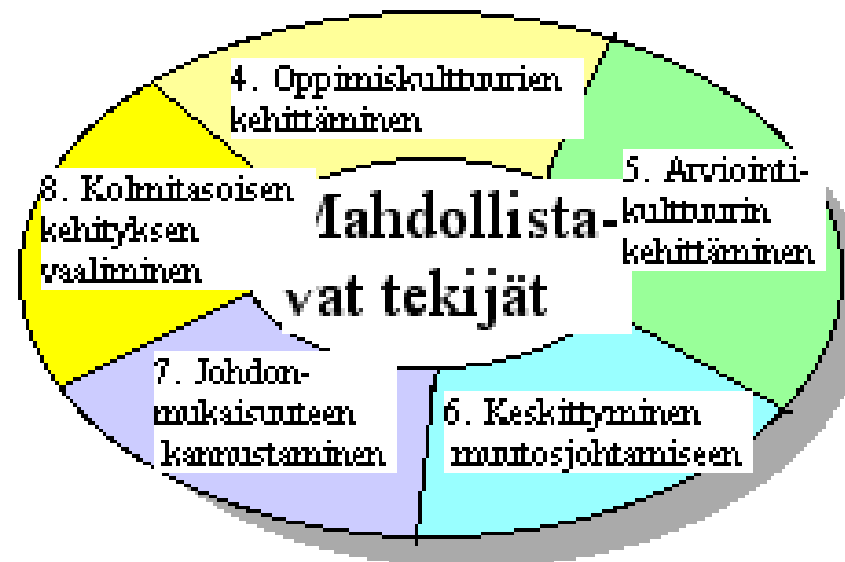 4. Oppimiskulttuurien
kehittäminen
5. Arviointi-
kulttuurin
kehittäminen
6. Keskittyminen
muutosjohtamiseen
7. Johdon-
mukaisuuteen
kannustaminen
8. Kolmitasoisen
kehityksen
vaaliminen
Mahdollista-
vat tekijät